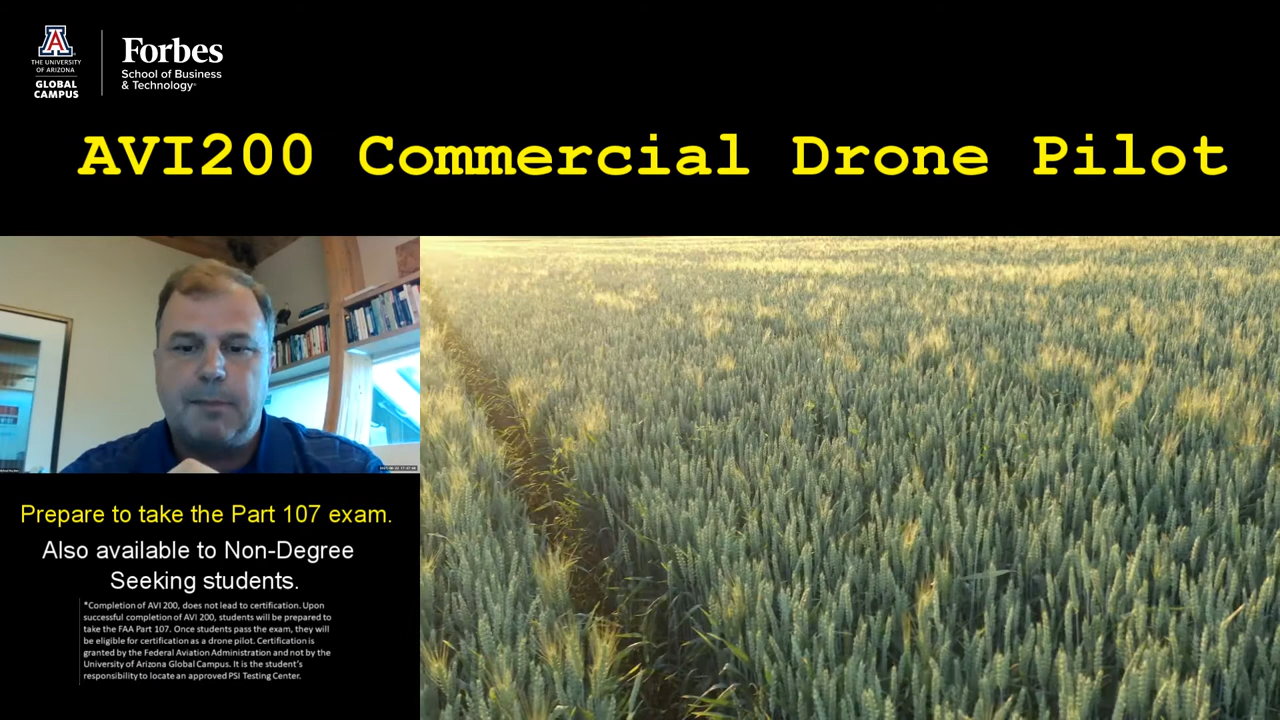 THE UNIVERSITY
OF ARIZONA
GLOBAL
CAMPUS
Forbes
School of Business
& Technology
AVI200 Commercial Drone Pilot
Prepare to take the Part 107 exam.
Also available to Non-Degree
Seeking students.
*Completion of AVI 200, does not lead to certification. Upon
successful completion of AVI 200, students will be prepared to
take the FAA Part 107. Once students pass the exam, they will
be eligible for certification as a drone pilot. Certification is
granted by the Federal Aviation Administration and not by the
University of Arizona Global Campus. It is the student's
responsibility to locate an approved PSI Testing Center.